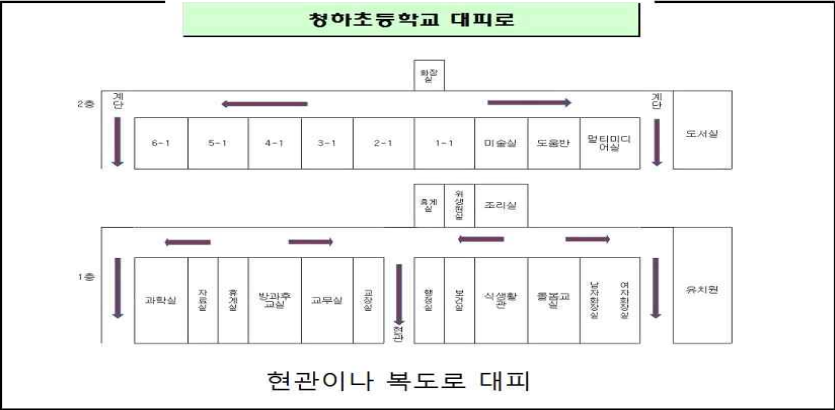 청하초등학교 대피로
화장실
2층
계단
계단
6-1
5-1
4-1
3-1
2-1
1-1
미술실
도움반
멀티미디어실
도서실
휴게실
위생원실
조리실
1층
과학실
자료실
휴게실
방과후교실
교무실
교장실
현관
행정실
보건실
식생활관
돌봄교실
남자화장실
여자화장실
유치원
현관이나 복도로 대피